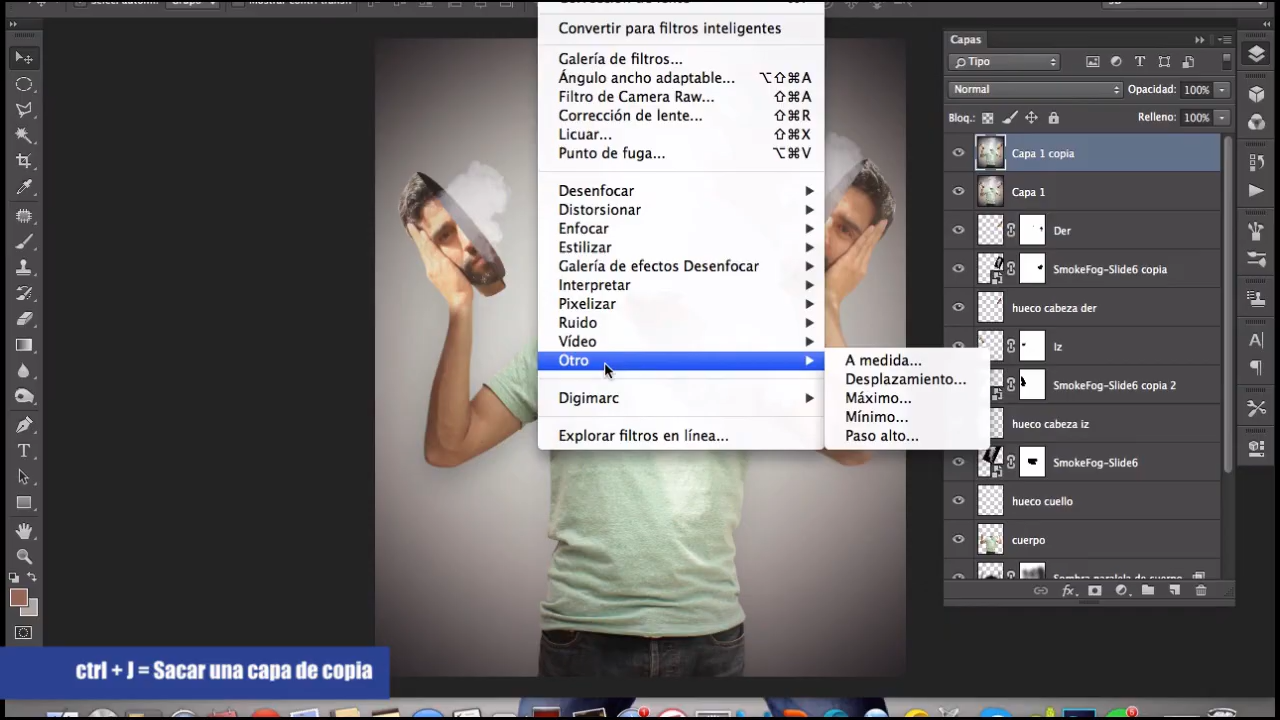 Convertir para filtros inteligentes
Galería de filtros...
Ángulo ancho adaptable... ⌥⇧⌘A
Filtro de Camera Raw... ⇧⌘A
Corrección de lente... ⇧⌘R
Licuar... ⇧⌘X
Punto de fuga... ⌥⌘V
Desenfocar
Distorsionar
Enfocar
Estilizar
Galería de efectos Desenfocar
Interpretar
Pixelizar
Ruido
Vídeo
Otro
Digimarc
Explorar filtros en línea...
A medida...
Desplazamiento...
Máximo...
Mínimo...
Paso alto...
Capas
Tipo
Normal Opacidad: 100%
Bloq.: Relleno: 100%
Capa 1 copia
Capa 1
Der
SmokeFog-Slide6 copia
hueco cabeza der
Iz
SmokeFog-Slide6 copia 2
hueco cabeza iz
SmokeFog-Slide6
hueco cuello
cuerpo
Sombra paralela de cuerpo
ctrl + J = Sacar una capa de copia